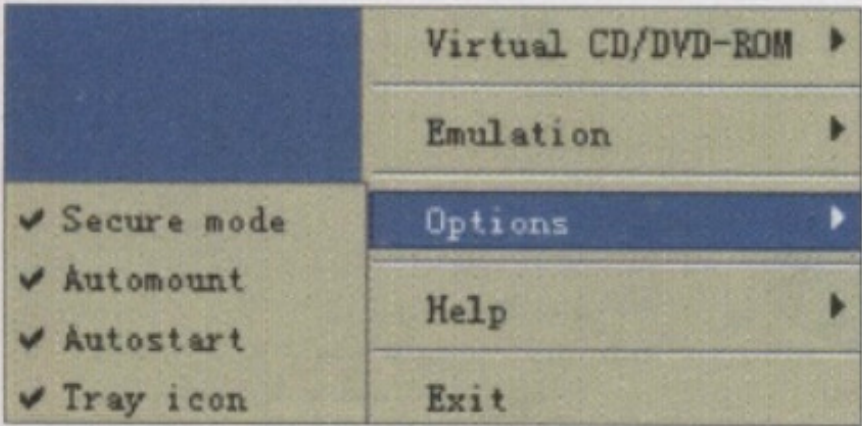 Virtual CD/DVD-ROM
Emulation
Options
Help
Exit
Secure mode
Automount
Autostart
Tray icon